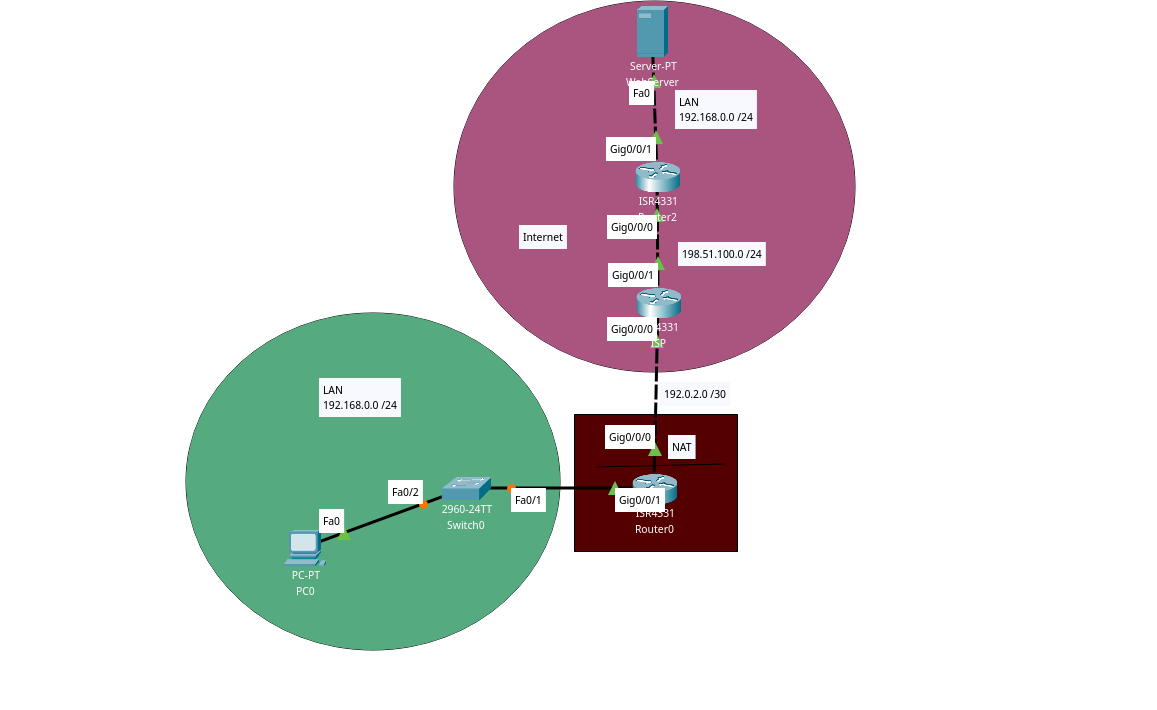 Server-PT
WebServer
Fa0
LAN
192.168.0.0 /24
Gig0/0/1
ISR4331
Router2
Gig0/0/0
Internet
198.51.100.0 /24
Gig0/0/1
Gig0/0/0
4331
ISP
LAN
192.168.0.0 /24
192.0.2.0 /30
Gig0/0/0
NAT
Fa0/2
Fa0/1
Gig0/0/1
2960-24TT
Switch0
ISR4331
Router0
Fa0
PC-PT
PC0